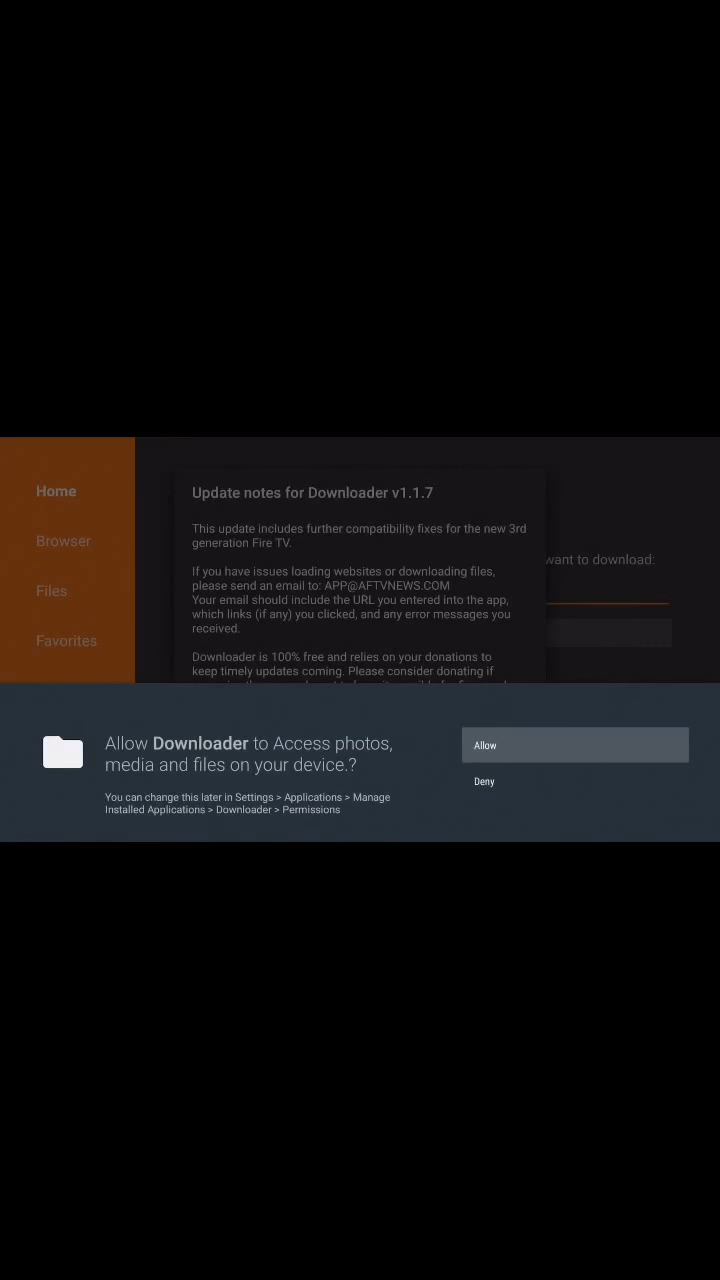 Home
Browser
Files
Favorites
Update notes for Downloader v1.1.7
This update includes further compatibility fixes for the new 3rd
generation Fire TV.
If you have issues loading websites or downloading files,
please send an email to: APP@AFTVNEWS.COM
Your email should include the URL you entered into the app,
which links (if any) you clicked, and any error messages you
received.
Downloader is 100% free and relies on your donations to
keep timely updates coming. Please consider donating if
want to download:
Allow Downloader to Access photos,
media and files on your device.?
You can change this later in Settings > Applications > Manage
Installed Applications > Downloader > Permissions
Allow
Deny